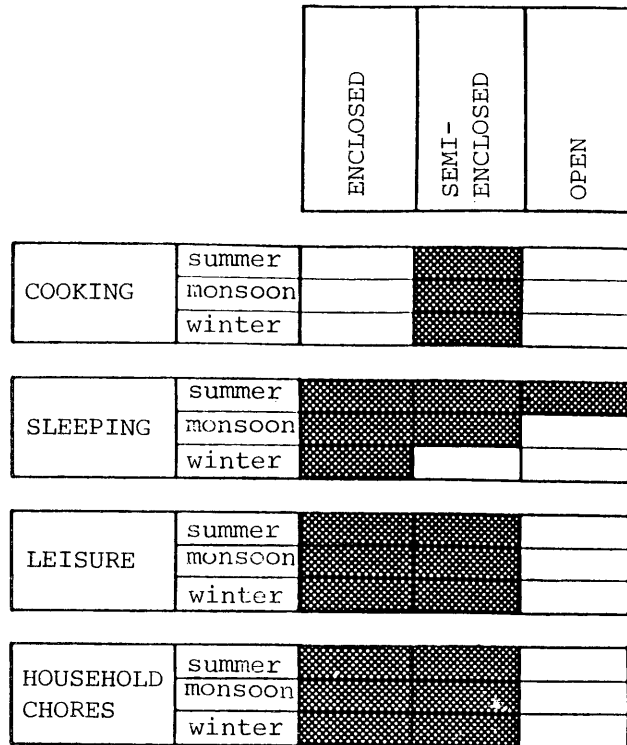 ENCLOSED
SEMI-
ENCLOSED
OPEN
COOKING
summer
monsoon
winter
SLEEPING
summer
monsoon
winter
LEISURE
summer
monsoon
winter
HOUSEHOLD
CHORES
summer
monsoon
winter